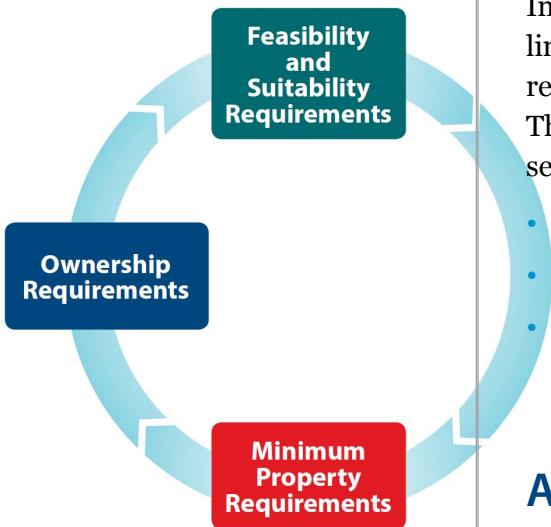 Feasibility
and
Suitability
Requirements
Ownership
Requirements
Minimum
Property
Requirements